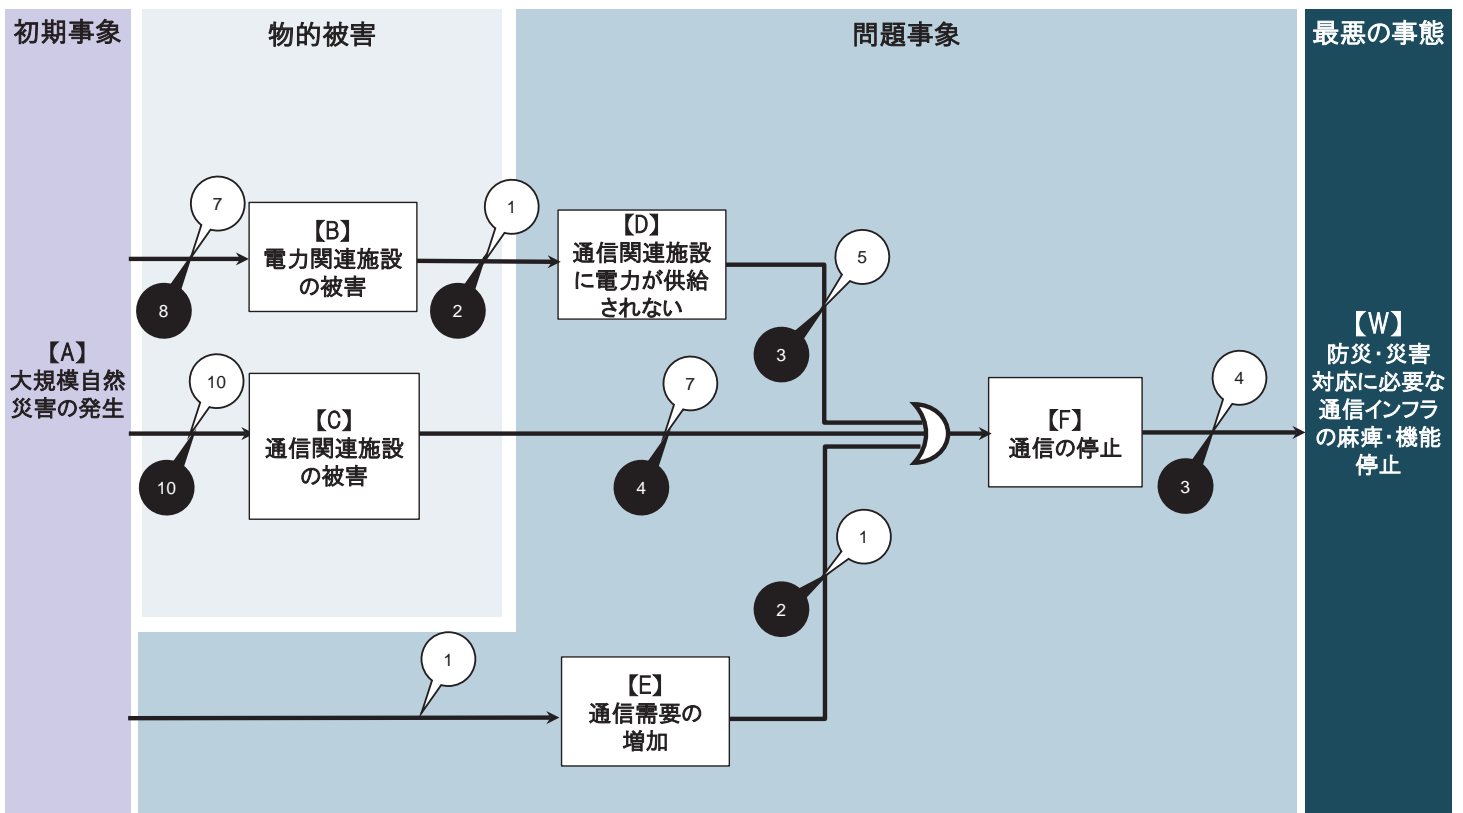 初期事象
物的被害
問題事象
最悪の事態
【A】
大規模自然
災害の発生
7
8
【B】
電力関連施設
の被害
1
2
【D】
通信関連施設
に電力が供給
されない
5
3
10
10
【C】
通信関連施設
の被害
7
4
【F】
通信の停止
4
3
【W】
防災･災害
対応に必要な
通信インフラ
の麻痺･機能
停止
1
2
1
【E】
通信需要の
増加